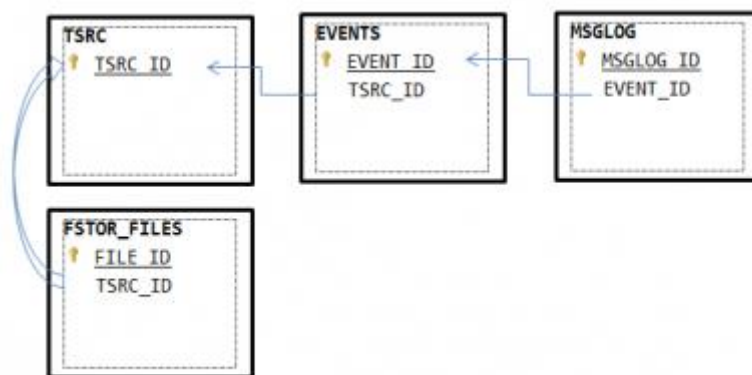 TSRC
TSRC_ID
EVENTS
EVENT_ID
TSRC_ID
MSGLOG
MSGLOG_ID
EVENT_ID
FSTOR_FILES
FILE_ID
TSRC_ID